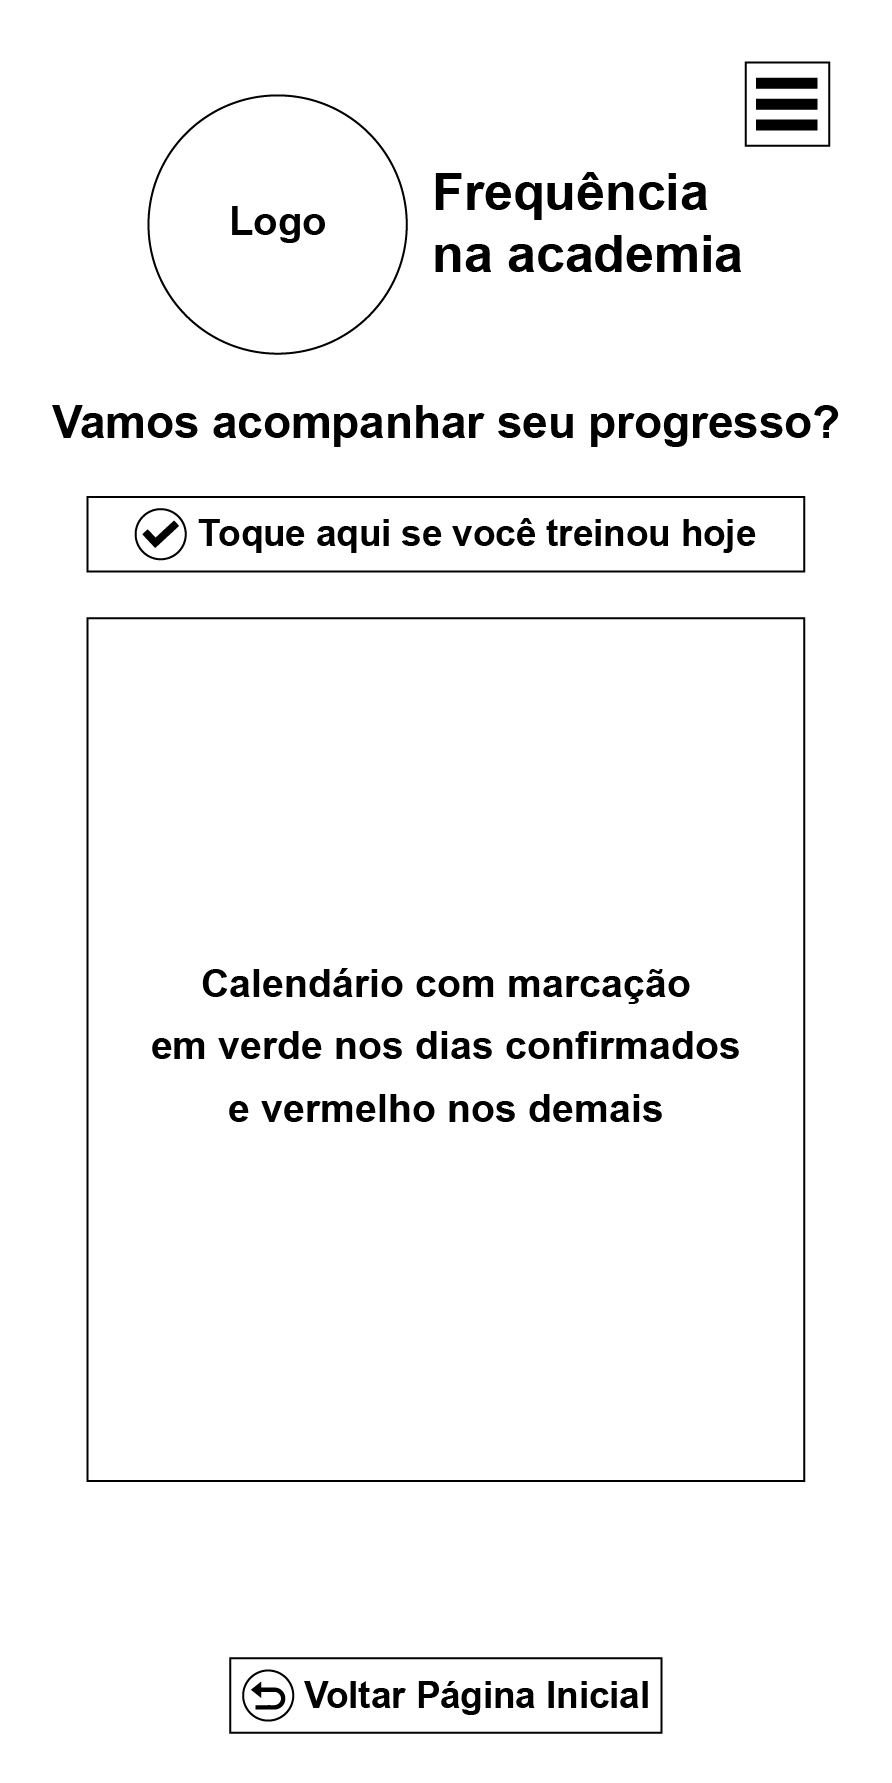 Logo
Frequência
na academia
Vamos acompanhar seu progresso?
Toque aqui se você treinou hoje
Calendário com marcação
em verde nos dias confirmados
e vermelho nos demais
Voltar Página Inicial